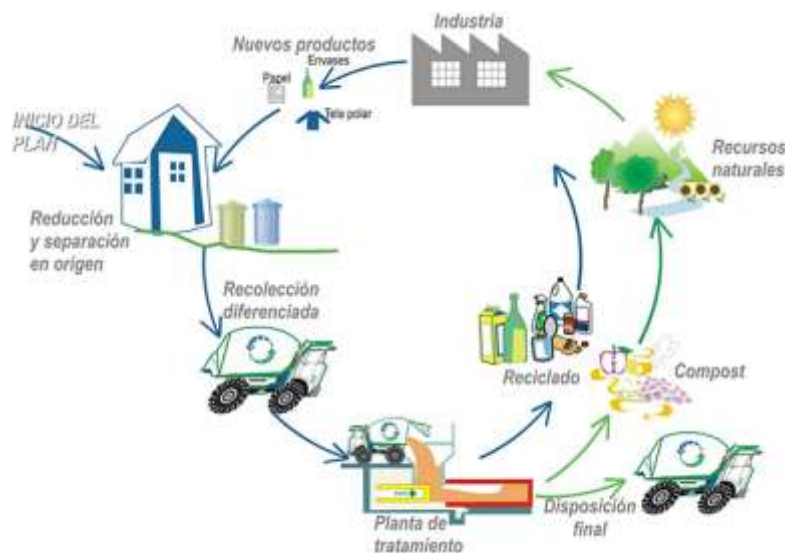 Industria
Nuevos productos
Envases
Papel
Tela polar
INICIO DEL
PLAN
Recursos
naturales
Reducción
y separación
en origen
Recolección
diferenciada
Reciclado
Compost
Planta de
tratamiento
Disposición
final